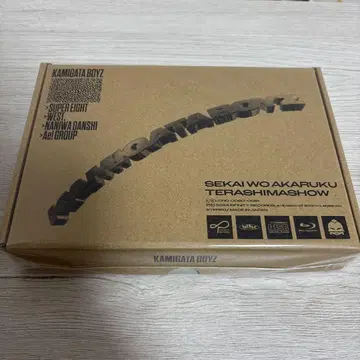 KAMIGATA BOYZ
>SUPER EIGHT
>WEST.
>NANIWA DANSHI
>Aぇ! GROUP
KAMIGATA BOYZ
SEKAI WO AKARUKU
TERASHIMASHOW
KAMIGATA BOYZ